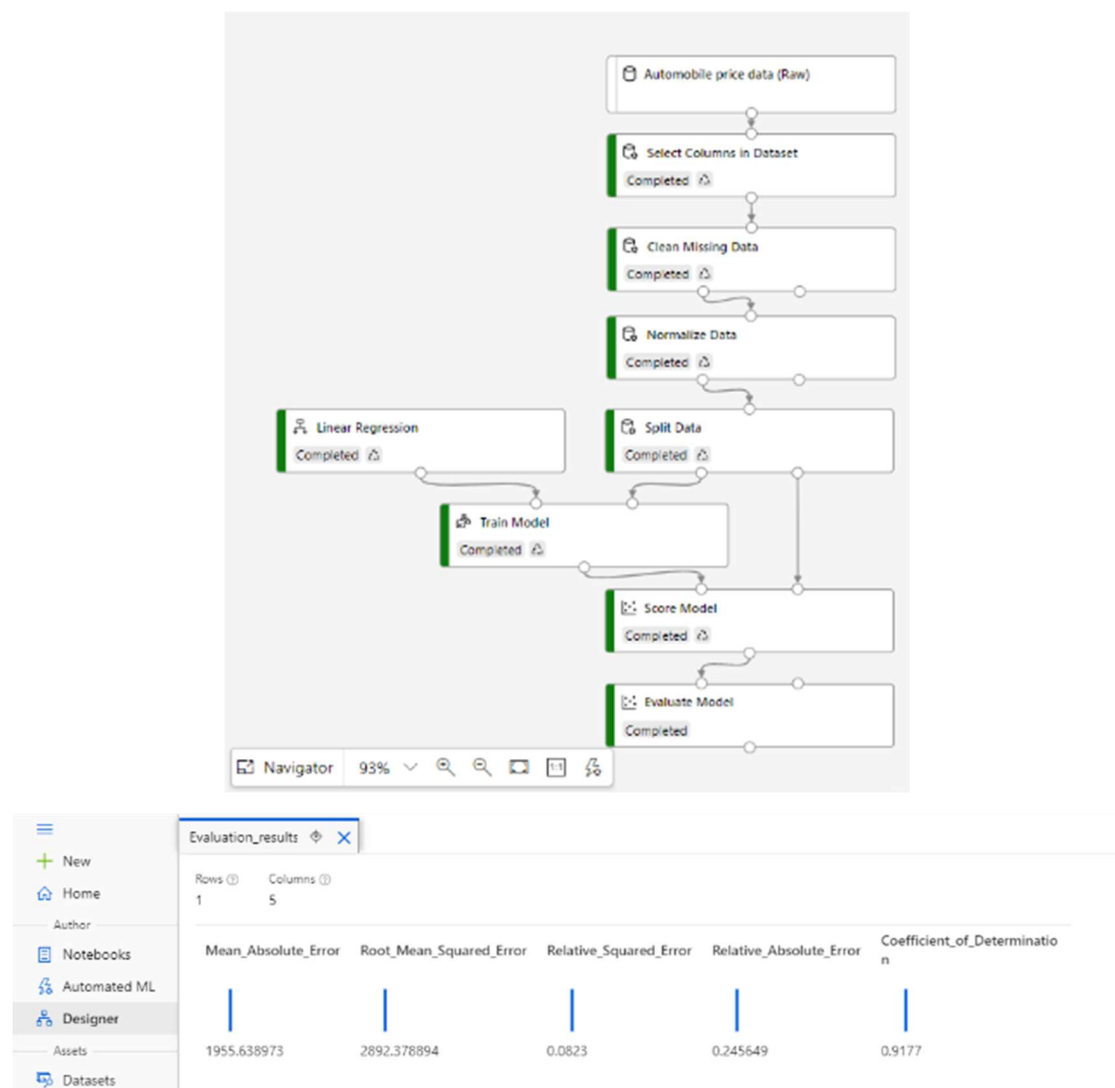 Automobile price data (Raw)
Select Columns in Dataset
Completed
Clean Missing Data
Completed
Normalize Data
Completed
Linear Regression
Completed
Split Data
Completed
Train Model
Completed
Score Model
Completed
Evaluate Model
Completed
Navigator 93% 1:1
Evaluation_results
New
Rows Columns
1 5
Home
Author
Notebooks
Mean_Absolute_Error Root_Mean_Squared_Error Relative_Squared_Error Relative_Absolute_Error Coefficient_of_Determinatio
n
Automated ML
Designer
Assets
1955.638973 2892.378894 0.0823 0.245649 0.9177
Datasets